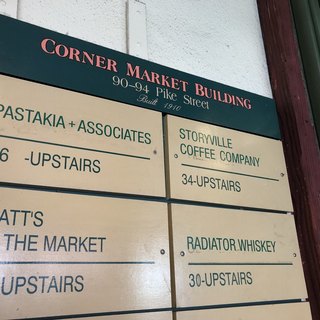 CORNER MARKET BUILDING
90-94 Pike Street
Built 1910
PASTAKIA + ASSOCIATES
6 -UPSTAIRS
STORYVILLE
COFFEE COMPANY
34-UPSTAIRS
ATT'S
THE MARKET
UPSTAIRS
RADIATOR WHISKEY
30-UPSTAIRS